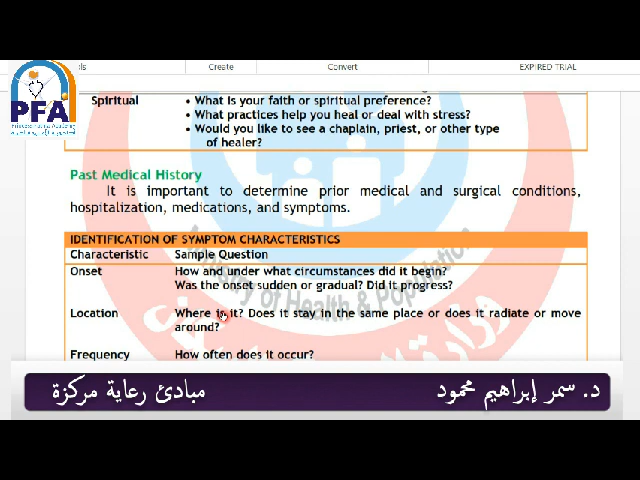 ols
Create
Convert
EXPIRED TRIAL
PFA
Spiritual
• What is your faith or spiritual preference?
• What practices help you heal or deal with stress?
• Would you like to see a chaplain, priest, or other type
of healer?
Past Medical History
It is important to determine prior medical and surgical conditions,
hospitalization, medications, and symptoms.
IDENTIFICATION OF SYMPTOM CHARACTERISTICS
Characteristic Sample Question
Onset How and under what circumstances did it begin?
Was the onset sudden or gradual? Did it progress?
Location Where is it? Does it stay in the same place or does it radiate or move
around?
Frequency How often does it occur?
Ministry of Health & Population
د. سمر إبراهيم محمود
مبادئ رعاية مركزة